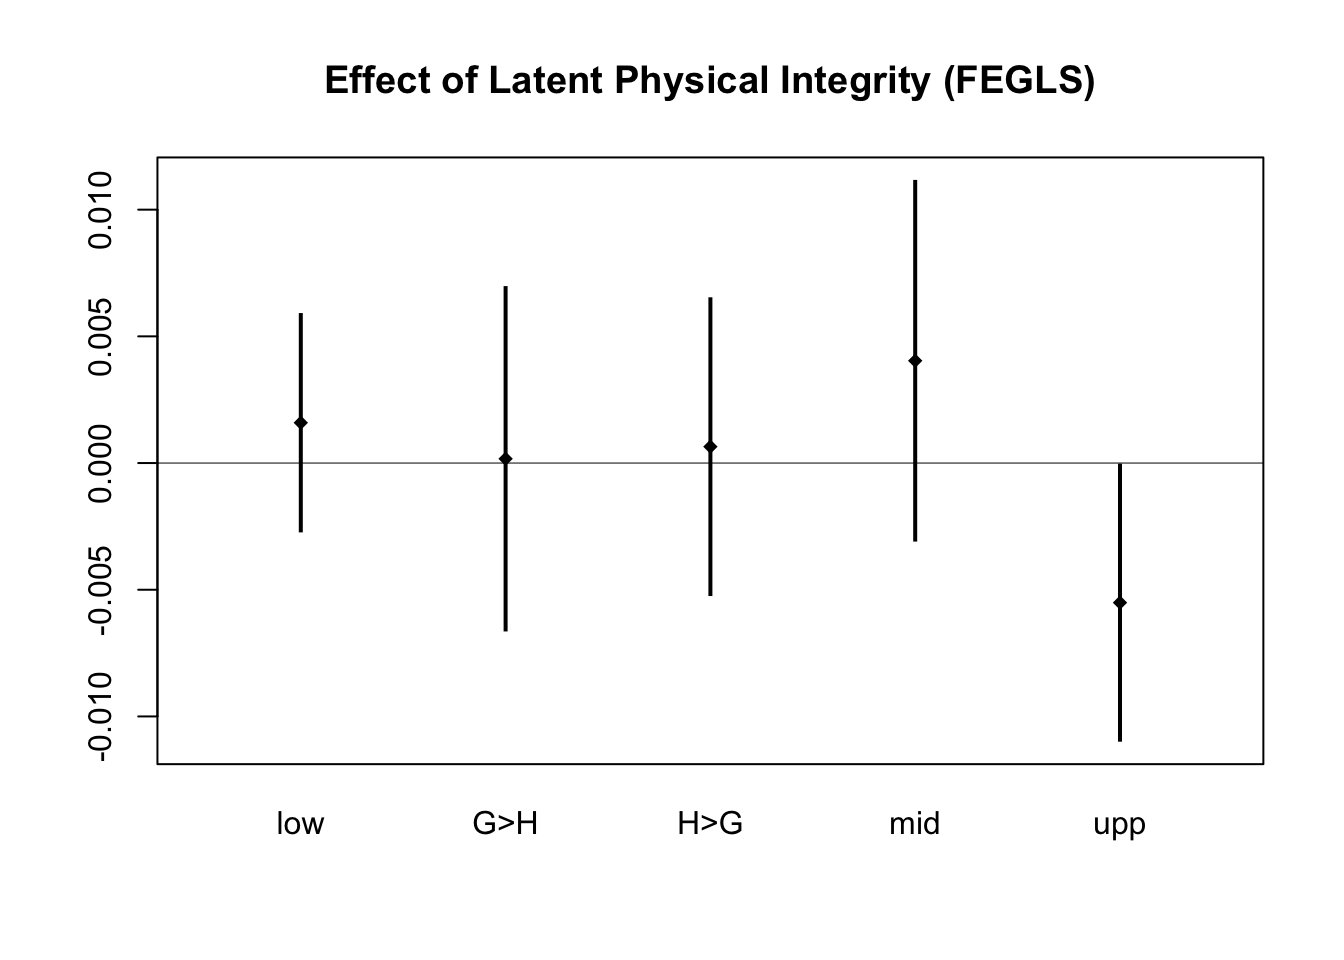 Effect of Latent Physical Integrity (FEGLS)
0.010
0.005
0.000
-0.005
-0.010
low G>H H>G mid upp